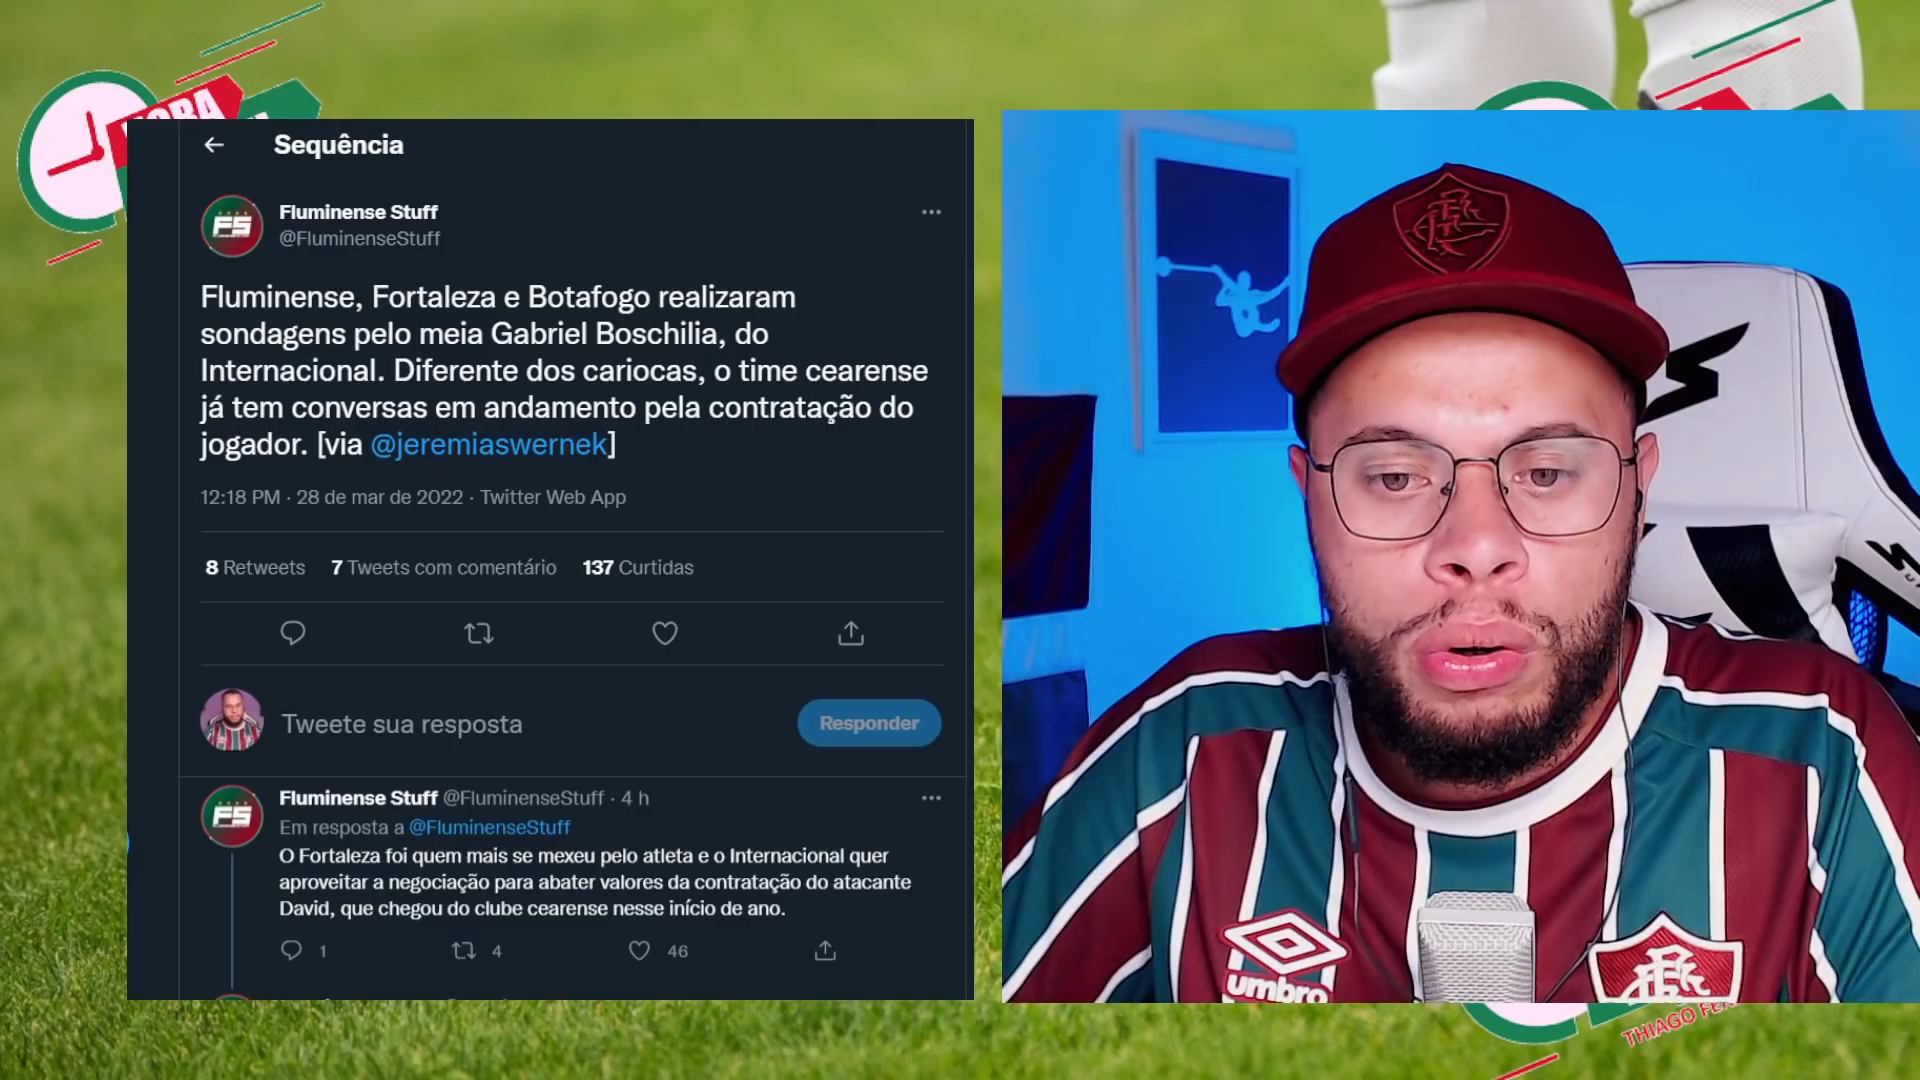 HORA
Sequência
FS
Fluminense Stuff
@FluminenseStuff
Fluminense, Fortaleza e Botafogo realizaram
sondagens pelo meia Gabriel Boschilia, do
Internacional. Diferente dos cariocas, o time cearense
já tem conversas em andamento pela contratação do
jogador. [via @jeremiaswernek]
12:18 PM · 28 de mar de 2022 · Twitter Web App
8 Retweets 7 Tweets com comentário 137 Curtidas
Tweete sua resposta
Responder
FS
Fluminense Stuff @FluminenseStuff · 4 h
Em resposta a @FluminenseStuff
O Fortaleza foi quem mais se mexeu pelo atleta e o Internacional quer
aproveitar a negociação para abater valores da contratação do atacante
David, que chegou do clube cearense nesse início de ano.
1 4 46
umbro
THIAGO